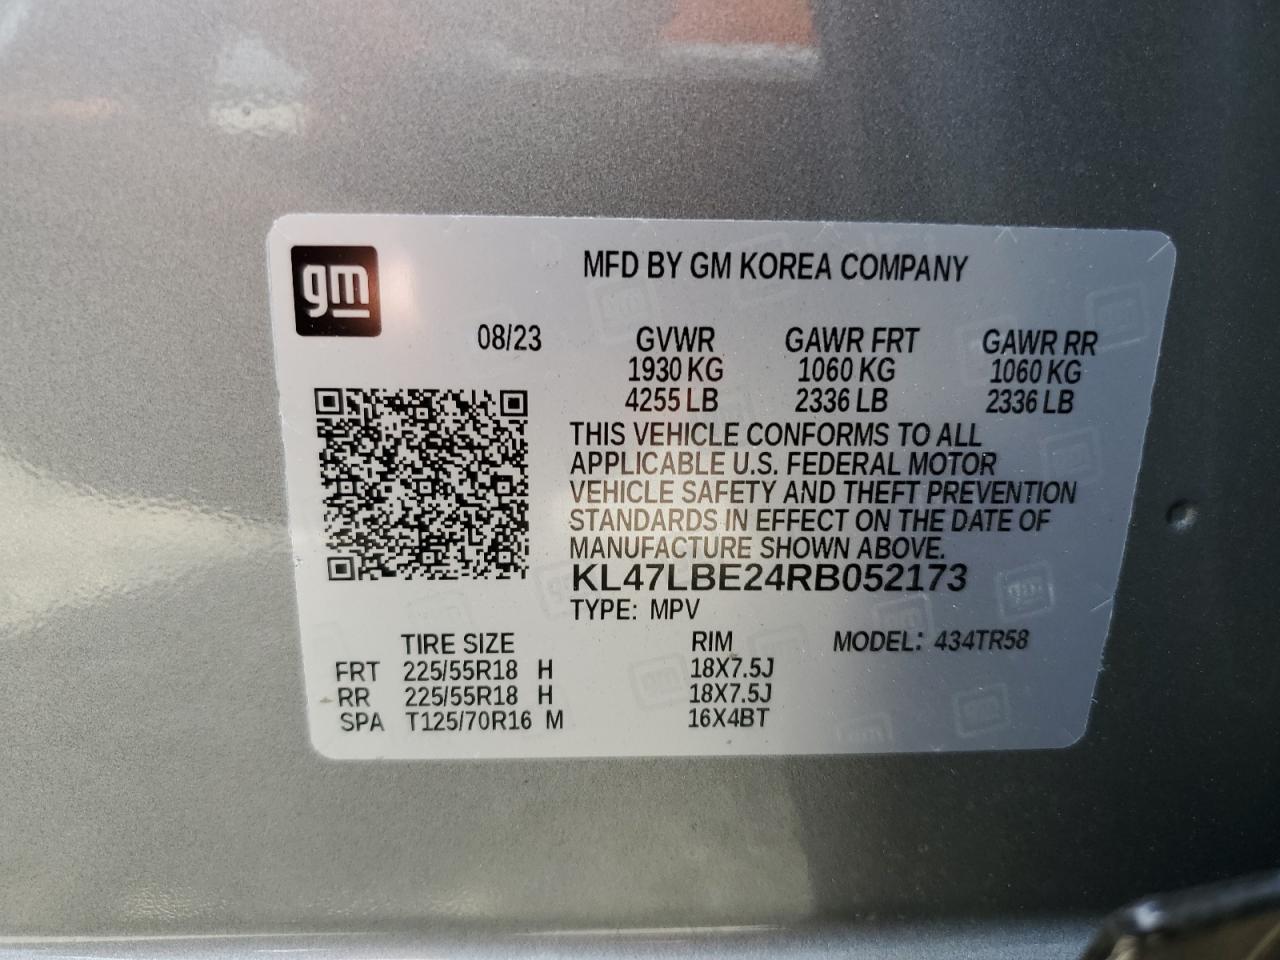 gm
MFD BY GM KOREA COMPANY
08/23 GVWR GAWR FRT GAWR RR
1930 KG 1060 KG 1060 KG
4255 LB 2336 LB 2336 LB
THIS VEHICLE CONFORMS TO ALL
APPLICABLE U.S. FEDERAL MOTOR
VEHICLE SAFETY AND THEFT PREVENTION
STANDARDS IN EFFECT ON THE DATE OF
MANUFACTURE SHOWN ABOVE.
KL47LBE24RB052173
TYPE: MPV
TIRE SIZE RIM MODEL: 434TR58
FRT 225/55R18 H 18X7.5J
RR 225/55R18 H 18X7.5J
SPA T125/70R16 M 16X4BT